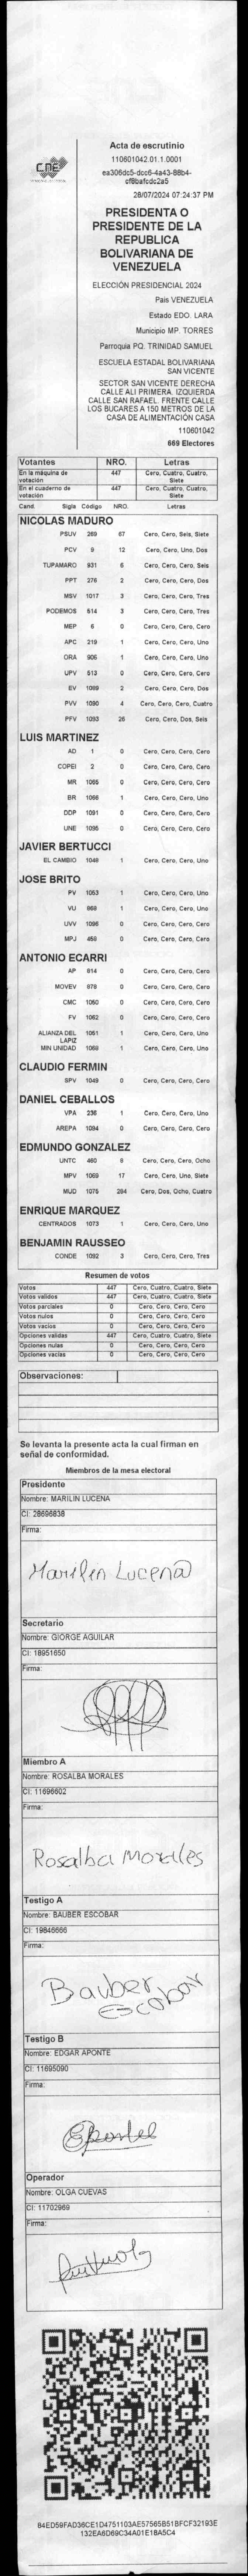 CNE
Acta de escrutinio
110601042.01.1.0001
ea306dc5-dcc6-4a43-88b4-
cf8bafcdc2a5
28/07/2024 07:24:37 PM
PRESIDENTA O
PRESIDENTE DE LA
REPUBLICA
BOLIVARIANA DE
VENEZUELA
ELECCIÓN PRESIDENCIAL 2024
País VENEZUELA
Estado EDO. LARA
Municipio MP. TORRES
Parroquia PQ. TRINIDAD SAMUEL
ESCUELA ESTADAL BOLIVARIANA
SAN VICENTE
SECTOR SAN VICENTE DERECHA
CALLE ALI PRIMERA. IZQUIERDA
CALLE SAN RAFAEL. FRENTE CALLE
LOS BUCARES A 150 METROS DE LA
CASA DE ALIMENTACIÓN CASA
110601042
669 Electores
Votantes NRO. Letras
En la máquina de votación 447 Cero, Cuatro, Cuatro, Siete
En el cuaderno de votación 447 Cero, Cuatro, Cuatro, Siete
Cand. Sigla Código NRO. Letras
NICOLAS MADURO
PSUV 269 67 Cero, Cero, Seis, Siete
PCV 9 12 Cero, Cero, Uno, Dos
TUPAMARO 931 6 Cero, Cero, Cero, Seis
PPT 276 2 Cero, Cero, Cero, Dos
MSV 1017 3 Cero, Cero, Cero, Tres
PODEMOS 514 3 Cero, Cero, Cero, Tres
MEP 6 0 Cero, Cero, Cero, Cero
APC 219 1 Cero, Cero, Cero, Uno
ORA 906 1 Cero, Cero, Cero, Uno
UPV 513 0 Cero, Cero, Cero, Cero
EV 1089 2 Cero, Cero, Cero, Dos
PVV 1090 4 Cero, Cero, Cero, Cuatro
PFV 1093 26 Cero, Cero, Dos, Seis
LUIS MARTINEZ
AD 1 0 Cero, Cero, Cero, Cero
COPEI 2 0 Cero, Cero, Cero, Cero
MR 1065 0 Cero, Cero, Cero, Cero
BR 1066 1 Cero, Cero, Cero, Uno
DDP 1091 0 Cero, Cero, Cero, Cero
UNE 1095 0 Cero, Cero, Cero, Cero
JAVIER BERTUCCI
EL CAMBIO 1048 1 Cero, Cero, Cero, Uno
JOSE BRITO
PV 1053 1 Cero, Cero, Cero, Uno
VU 868 1 Cero, Cero, Cero, Uno
UVV 1096 0 Cero, Cero, Cero, Cero
MPJ 459 0 Cero, Cero, Cero, Cero
ANTONIO ECARRI
AP 814 0 Cero, Cero, Cero, Cero
MOVEV 878 0 Cero, Cero, Cero, Cero
CMC 1050 0 Cero, Cero, Cero, Cero
FV 1062 0 Cero, Cero, Cero, Cero
ALIANZA DEL LAPIZ 1051 1 Cero, Cero, Cero, Uno
MIN UNIDAD 1068 1 Cero, Cero, Cero, Uno
CLAUDIO FERMIN
SPV 1049 0 Cero, Cero, Cero, Cero
DANIEL CEBALLOS
VPA 236 1 Cero, Cero, Cero, Uno
AREPA 1094 0 Cero, Cero, Cero, Cero
EDMUNDO GONZALEZ
UNTC 460 8 Cero, Cero, Cero, Ocho
MPV 1069 17 Cero, Cero, Uno, Siete
MUD 1075 284 Cero, Dos, Ocho, Cuatro
ENRIQUE MARQUEZ
CENTRADOS 1073 1 Cero, Cero, Cero, Uno
BENJAMIN RAUSSEO
CONDE 1092 3 Cero, Cero, Cero, Tres
Resumen de votos
Votos 447 Cero, Cuatro, Cuatro, Siete
Votos validos 447 Cero, Cuatro, Cuatro, Siete
Votos parciales 0 Cero, Cero, Cero, Cero
Votos nulos 0 Cero, Cero, Cero, Cero
Votos vacios 0 Cero, Cero, Cero, Cero
Opciones validas 447 Cero, Cuatro, Cuatro, Siete
Opciones nulas 0 Cero, Cero, Cero, Cero
Opciones vacias 0 Cero, Cero, Cero, Cero
Observaciones:
Se levanta la presente acta la cual firman en
señal de conformidad.
Miembros de la mesa electoral
Presidente
Nombre: MARILIN LUCENA
CI: 28696838
Firma:
Marilin Lucena
Secretario
Nombre: GIORGE AGUILAR
CI: 18951650
Firma:
Miembro A
Nombre: ROSALBA MORALES
CI: 11696602
Firma:
Rosalba Morales
Testigo A
Nombre: BAUBER ESCOBAR
CI: 19846666
Firma:
Bauber
Escobar
Testigo B
Nombre: EDGAR APONTE
CI: 11695090
Firma:
Operador
Nombre: OLGA CUEVAS
CI: 11702969
Firma:
84ED59FAD36CE1D4751103AE57565B51BFCF32193E
132EA6D69C34A01E18A5C4